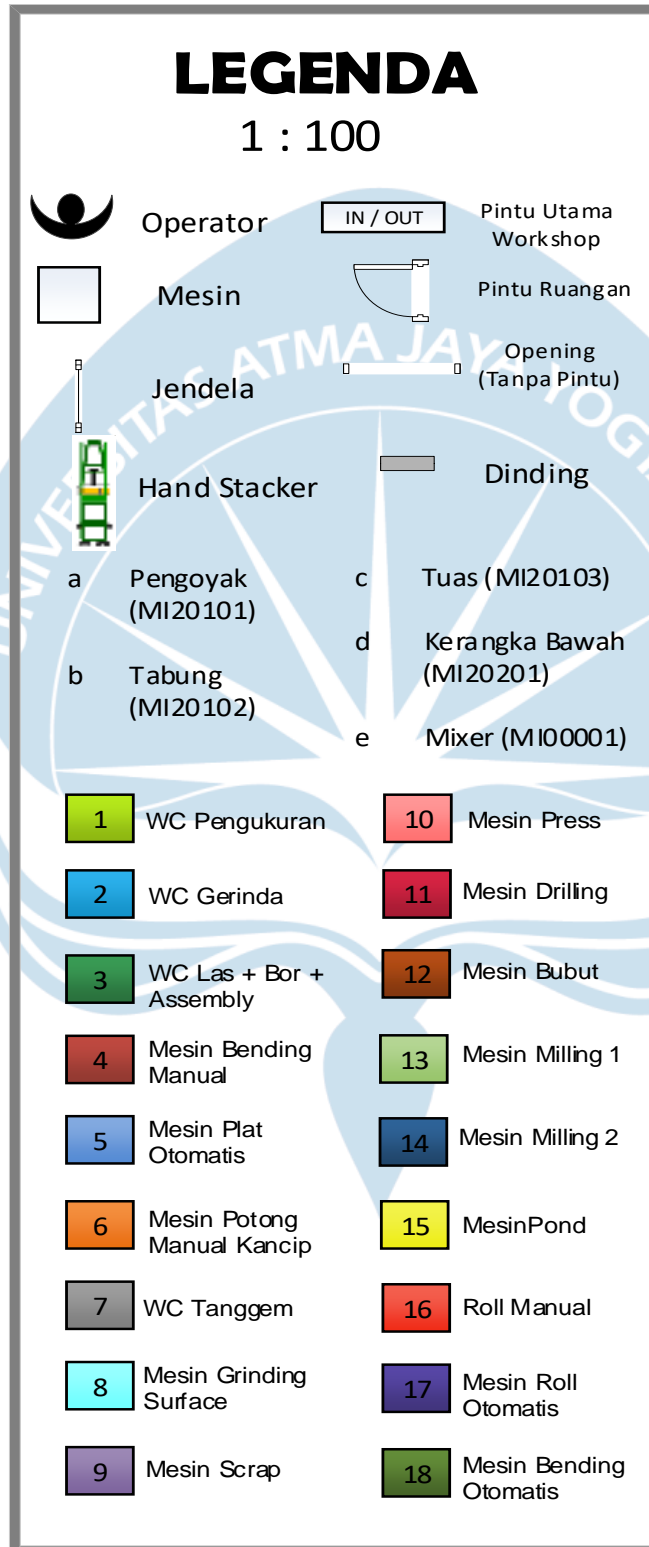 LEGENDA
1 : 100
Operator
IN / OUT
Pintu Utama
Workshop
Mesin
Pintu Ruangan
Jendela
Opening
(Tanpa Pintu)
Hand Stacker
Dinding
a Pengoyak
(MI20101)
b Tabung
(MI20102)
c Tuas (MI20103)
d Kerangka Bawah
(MI20201)
e Mixer (MI00001)
1 WC Pengukuran
2 WC Gerinda
3 WC Las + Bor +
Assembly
4 Mesin Bending
Manual
5 Mesin Plat
Otomatis
6 Mesin Potong
Manual Kancip
7 WC Tanggem
8 Mesin Grinding
Surface
9 Mesin Scrap
10 Mesin Press
11 Mesin Drilling
12 Mesin Bubut
13 Mesin Milling 1
14 Mesin Milling 2
15 MesinPond
16 Roll Manual
17 Mesin Roll
Otomatis
18 Mesin Bending
Otomatis
UNIVERSITAS ATMA JAYA YOGY